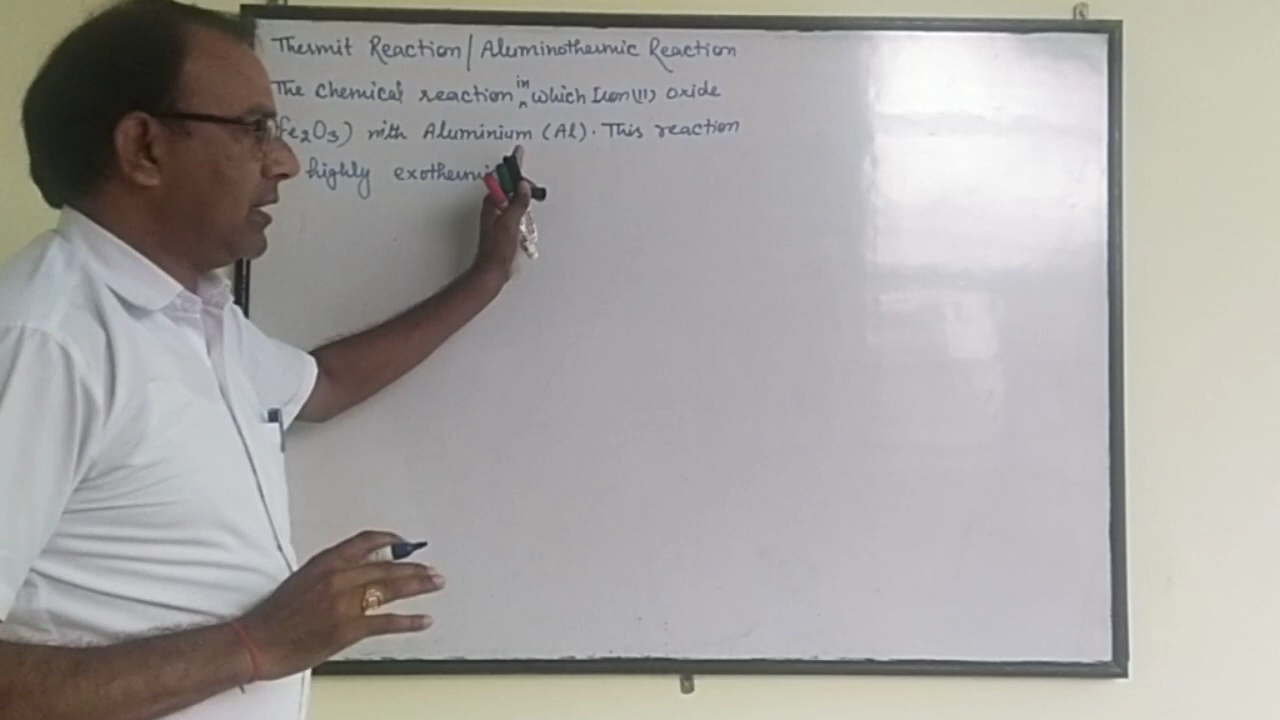 Thermit Reaction/Aluminothermic Reaction
The chemical reaction in which Iron(II) oxide
Fe₂O₃) with Aluminium (Al). This reaction
highly exothermi